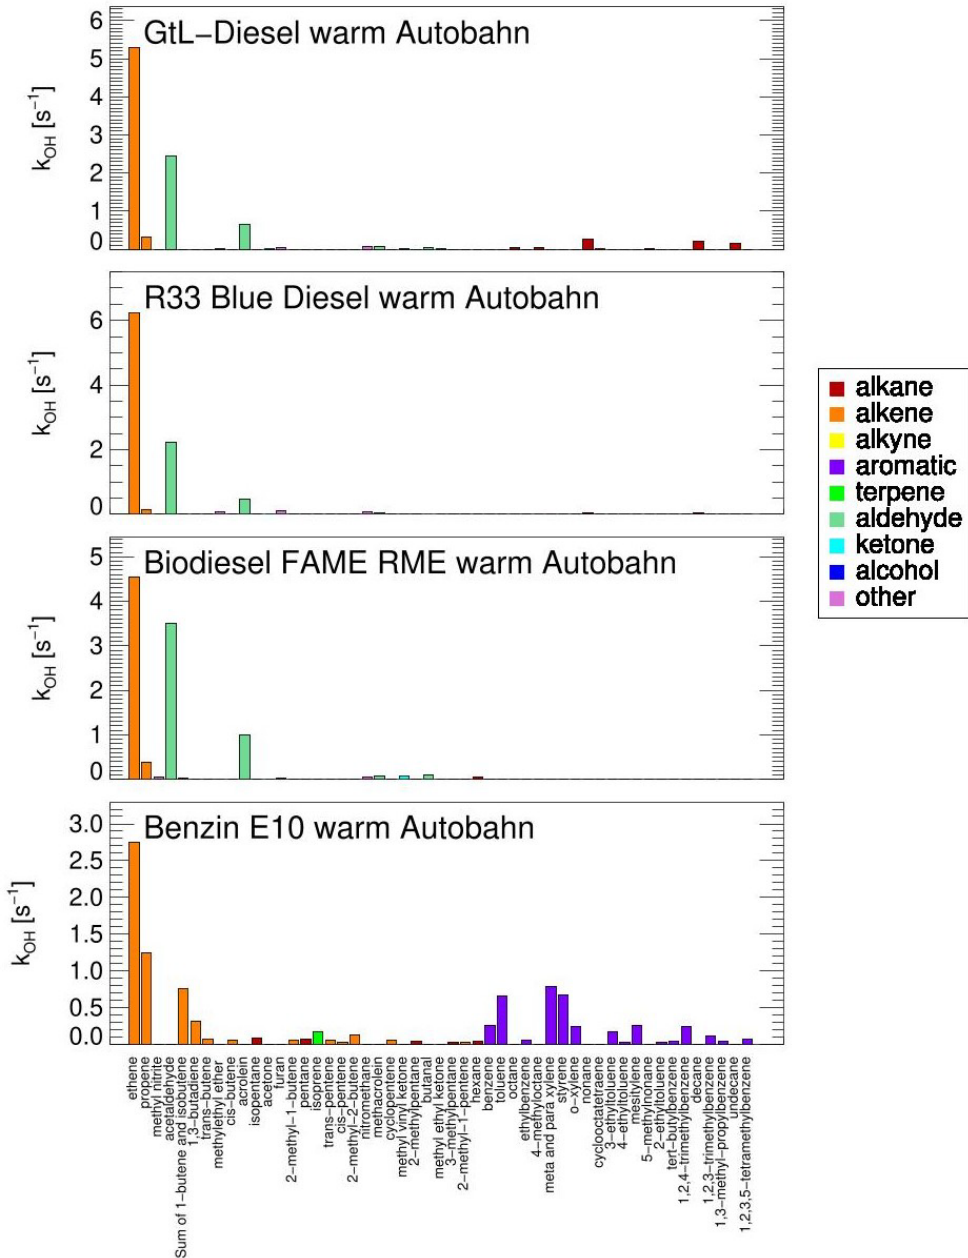 GtL-Diesel warm Autobahn
kOH [s⁻¹]
6
5
4
3
2
1
0
R33 Blue Diesel warm Autobahn
kOH [s⁻¹]
6
4
2
0
Biodiesel FAME RME warm Autobahn
kOH [s⁻¹]
5
4
3
2
1
0
Benzin E10 warm Autobahn
kOH [s⁻¹]
3.0
2.5
2.0
1.5
1.0
0.5
0.0
ethene
propene
methyl nitrite
acetaldehyde
Sum of 1-butene and isobutene
1,3-butadiene
trans-butene
methylethyl ether
cis-butene
acrolein
isopentane
acetone
furan
2-methyl-1-butene
pentane
isoprene
trans-pentene
cis-pentene
2-methyl-2-butene
nitromethane
methacrolein
cyclopentene
methyl vinyl ketone
2-methylpentane
butanal
methyl ethyl ketone
3-methylpentane
2-methyl-1-pentene
hexane
benzene
toluene
octane
ethylbenzene
4-methyloctane
meta and para xylene
styrene
o-xylene
nonane
cyclooctatetraene
3-ethyltoluene
4-ethyltoluene
mesitylene
5-methylnonane
2-ethyltoluene
tert-butylbenzene
1,2,4-trimethylbenzene
decane
1,2,3-trimethylbenzene
1,3-methyl-propylbenzene
undecane
1,2,3,5-tetramethylbenzene
alkane
alkene
alkyne
aromatic
terpene
aldehyde
ketone
alcohol
other